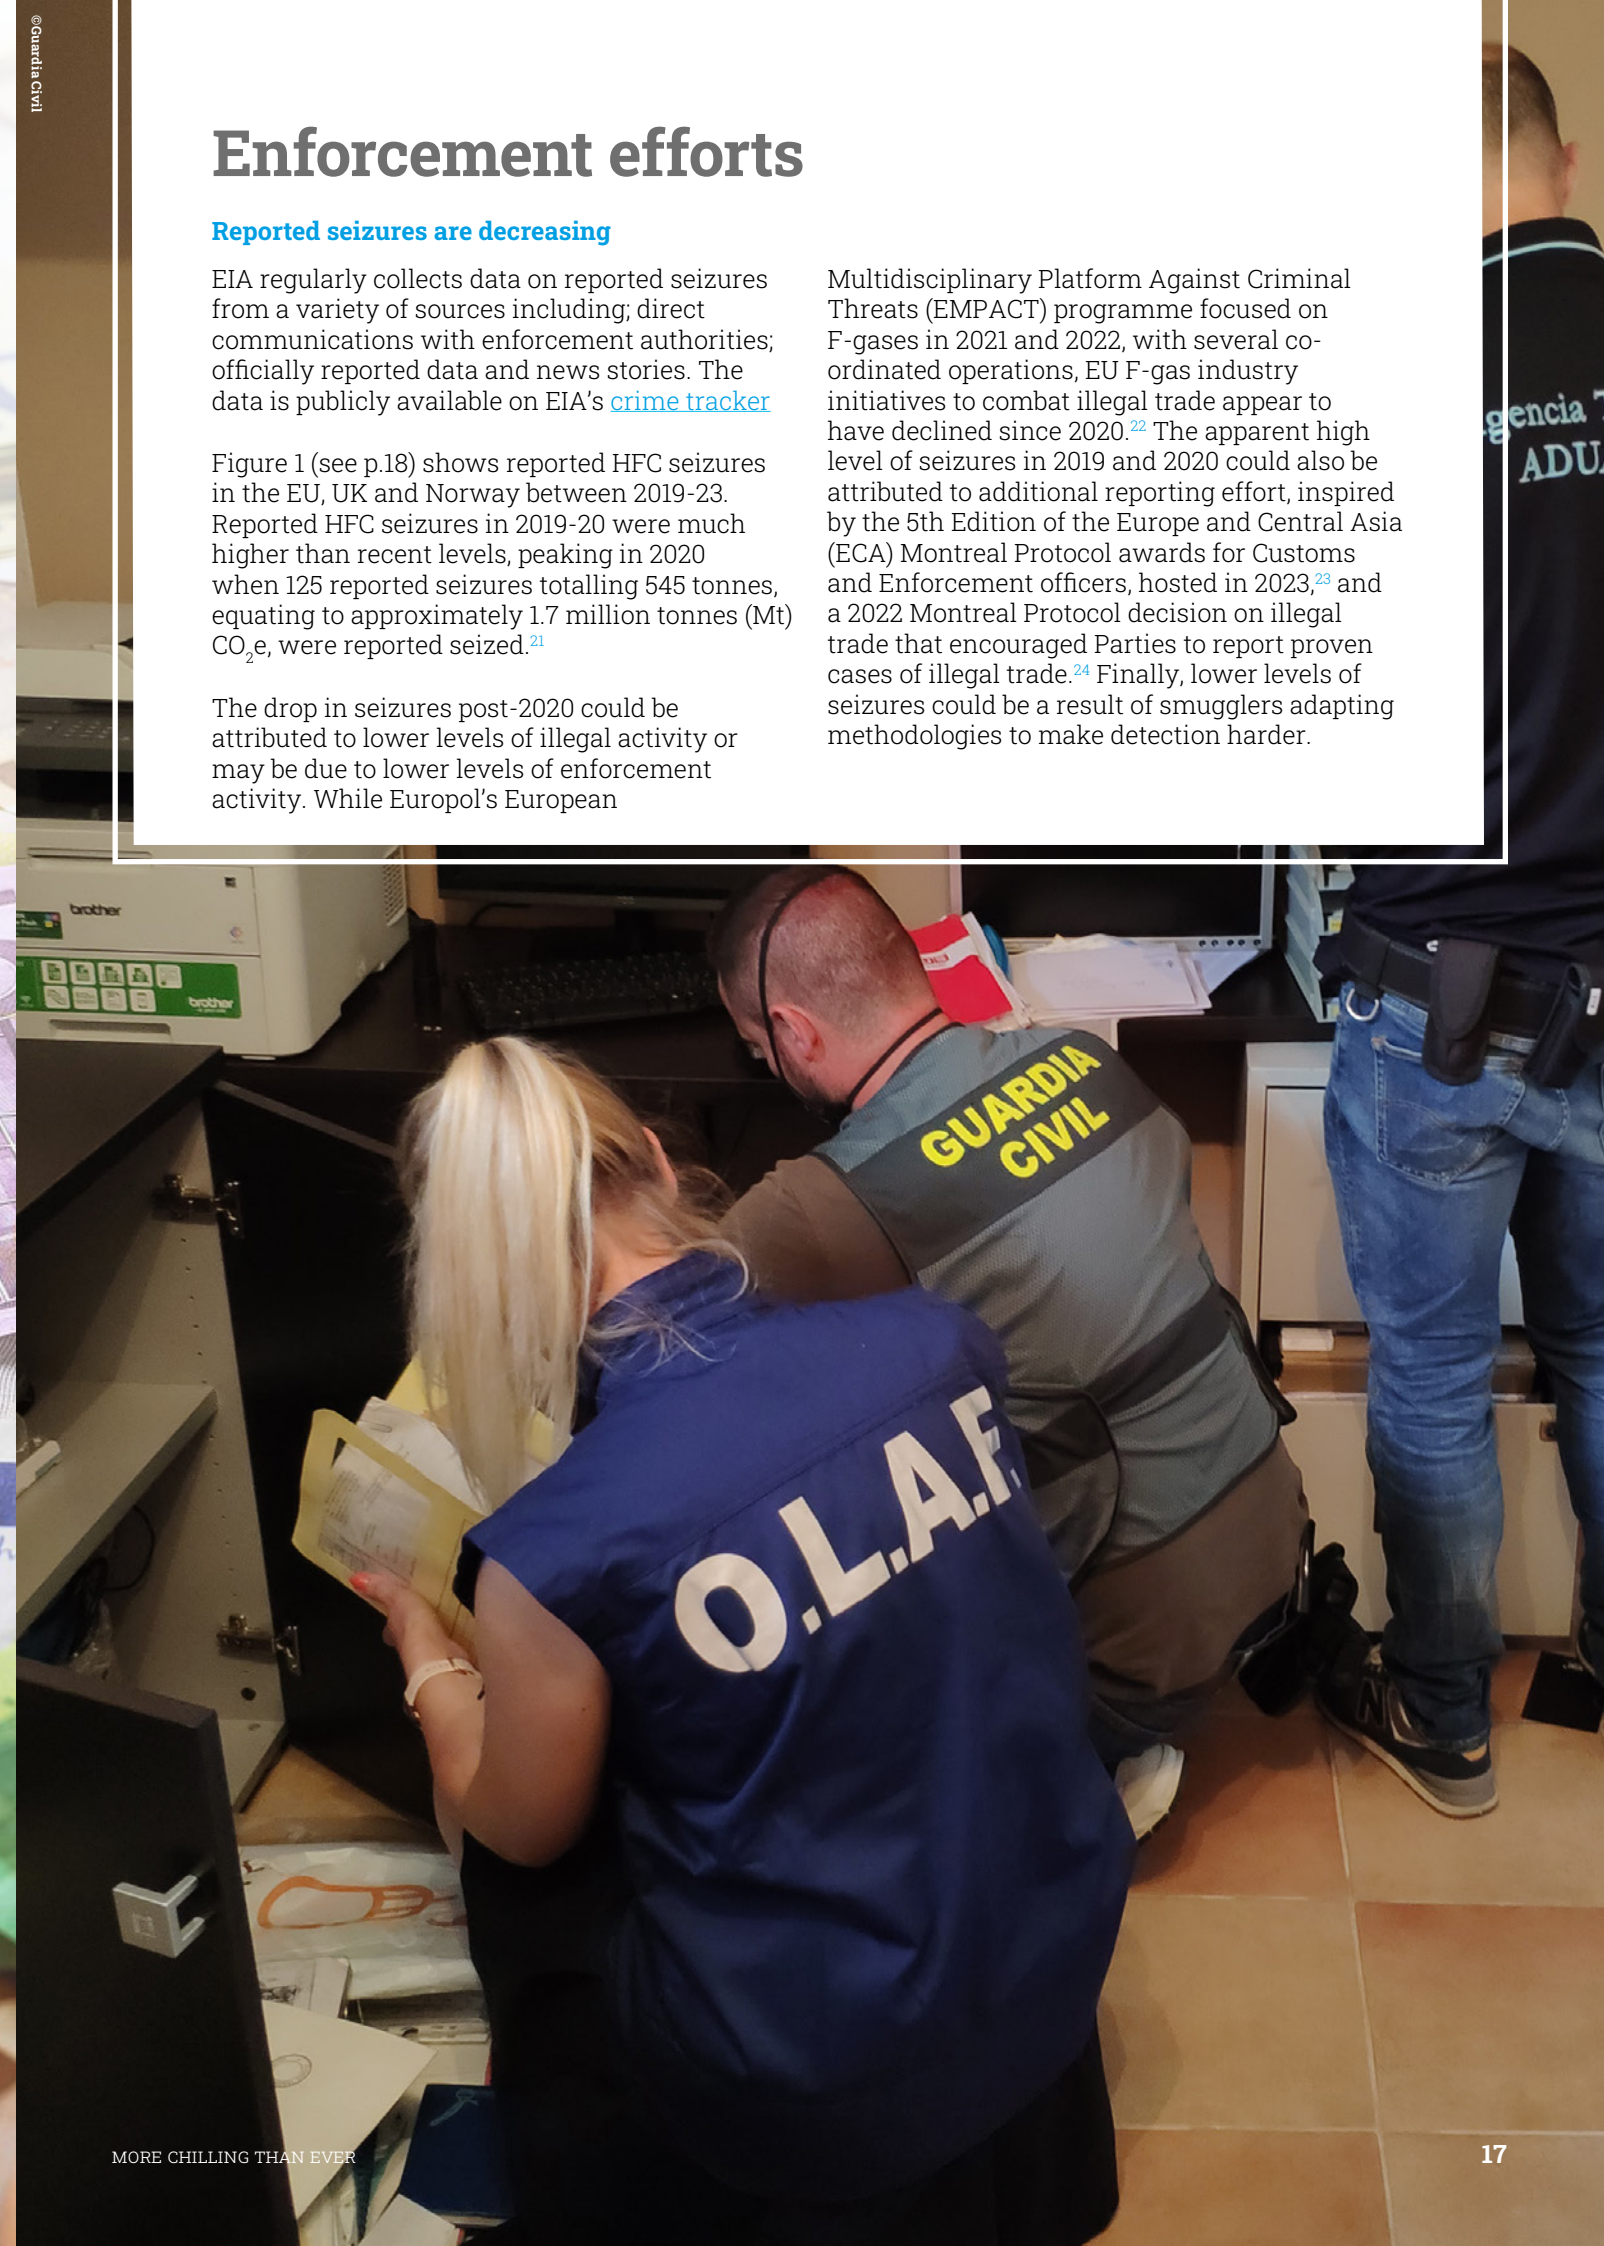 ©Guardia Civil
Enforcement efforts
Reported seizures are decreasing
EIA regularly collects data on reported seizures
from a variety of sources including; direct
communications with enforcement authorities;
officially reported data and news stories. The
data is publicly available on EIA's crime tracker
Figure 1 (see p.18) shows reported HFC seizures
in the EU, UK and Norway between 2019-23.
Reported HFC seizures in 2019-20 were much
higher than recent levels, peaking in 2020
when 125 reported seizures totalling 545 tonnes,
equating to approximately 1.7 million tonnes (Mt)
CO₂e, were reported seized.²¹
The drop in seizures post-2020 could be
attributed to lower levels of illegal activity or
may be due to lower levels of enforcement
activity. While Europol's European
Multidisciplinary Platform Against Criminal
Threats (EMPACT) programme focused on
F-gases in 2021 and 2022, with several co-
ordinated operations, EU F-gas industry
initiatives to combat illegal trade appear to
have declined since 2020.²² The apparent high
level of seizures in 2019 and 2020 could also be
attributed to additional reporting effort, inspired
by the 5th Edition of the Europe and Central Asia
(ECA) Montreal Protocol awards for Customs
and Enforcement officers, hosted in 2023,²³ and
a 2022 Montreal Protocol decision on illegal
trade that encouraged Parties to report proven
cases of illegal trade.²⁴ Finally, lower levels of
seizures could be a result of smugglers adapting
methodologies to make detection harder.
gencia T
ADU
brother
brother
GUARDIA
CIVIL
O.L.A.F.
MORE CHILLING THAN EVER
17